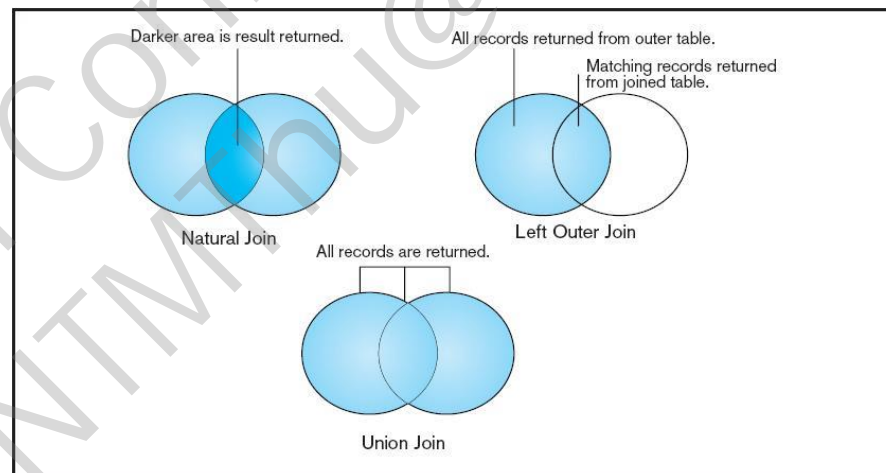 Darker area is result returned.
All records returned from outer table.
Matching records returned
from joined table.
Natural Join
Left Outer Join
All records are returned.
Union Join